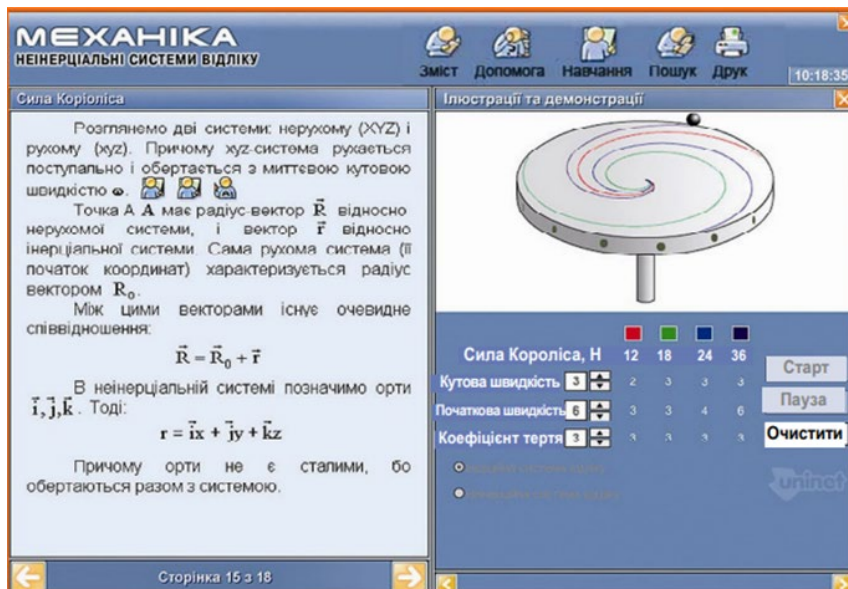 МЕХАНІКА
НЕІНЕРЦІАЛЬНІ СИСТЕМИ ВІДЛІКУ
Зміст Допомога Навчання Пошук Друк
10:18:35
Сила Коріоліса
Розглянемо дві системи: нерухому (XYZ) і
рухому (xyz). Причому xyz-система рухається
поступально і обертається з миттєвою кутовою
швидкістю ω.
Точка А A має радіус-вектор R⃗ відносно
нерухомої системи, і вектор r⃗ відносно
інерціальної системи. Сама рухома система (її
початок координат) характеризується радіус
вектором R₀.
Між цими векторами існує очевидне
співвідношення:
R⃗ = R⃗₀ + r⃗
В неінерціальній системі позначимо орти
i⃗, j⃗, k⃗. Тоді:
r = i⃗x + j⃗y + k⃗z
Причому орти не є сталими, бо
обертаються разом з системою.
Сторінка 15 з 18
Ілюстрації та демонстрації
Сила Короліса, Н 12 18 24 36
Кутова швидкість 3 2 3 3 3
Початкова швидкість 6 3 3 4 6
Коефіцієнт тертя 3 3 3 3 3
Старт
Пауза
Очистити
uninet